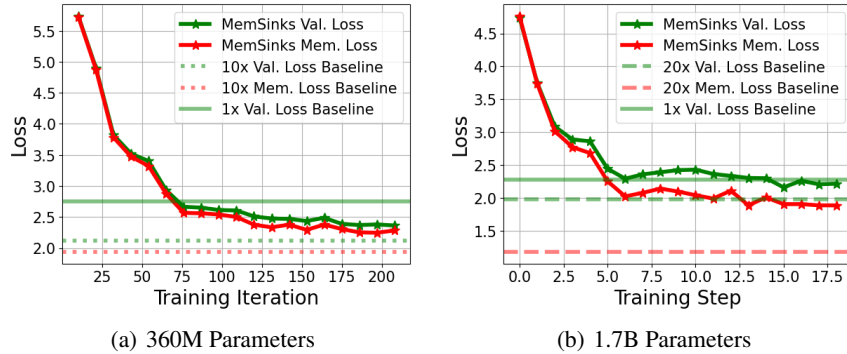 MemSinks Val. Loss
MemSinks Mem. Loss
10x Val. Loss Baseline
10x Mem. Loss Baseline
1x Val. Loss Baseline
Loss
5.5
5.0
4.5
4.0
3.5
3.0
2.5
2.0
25 50 75 100 125 150 175 200
Training Iteration
(a) 360M Parameters
MemSinks Val. Loss
MemSinks Mem. Loss
20x Val. Loss Baseline
20x Mem. Loss Baseline
1x Val. Loss Baseline
Loss
4.5
4.0
3.5
3.0
2.5
2.0
1.5
0.0 2.5 5.0 7.5 10.0 12.5 15.0 17.5
Training Step
(b) 1.7B Parameters